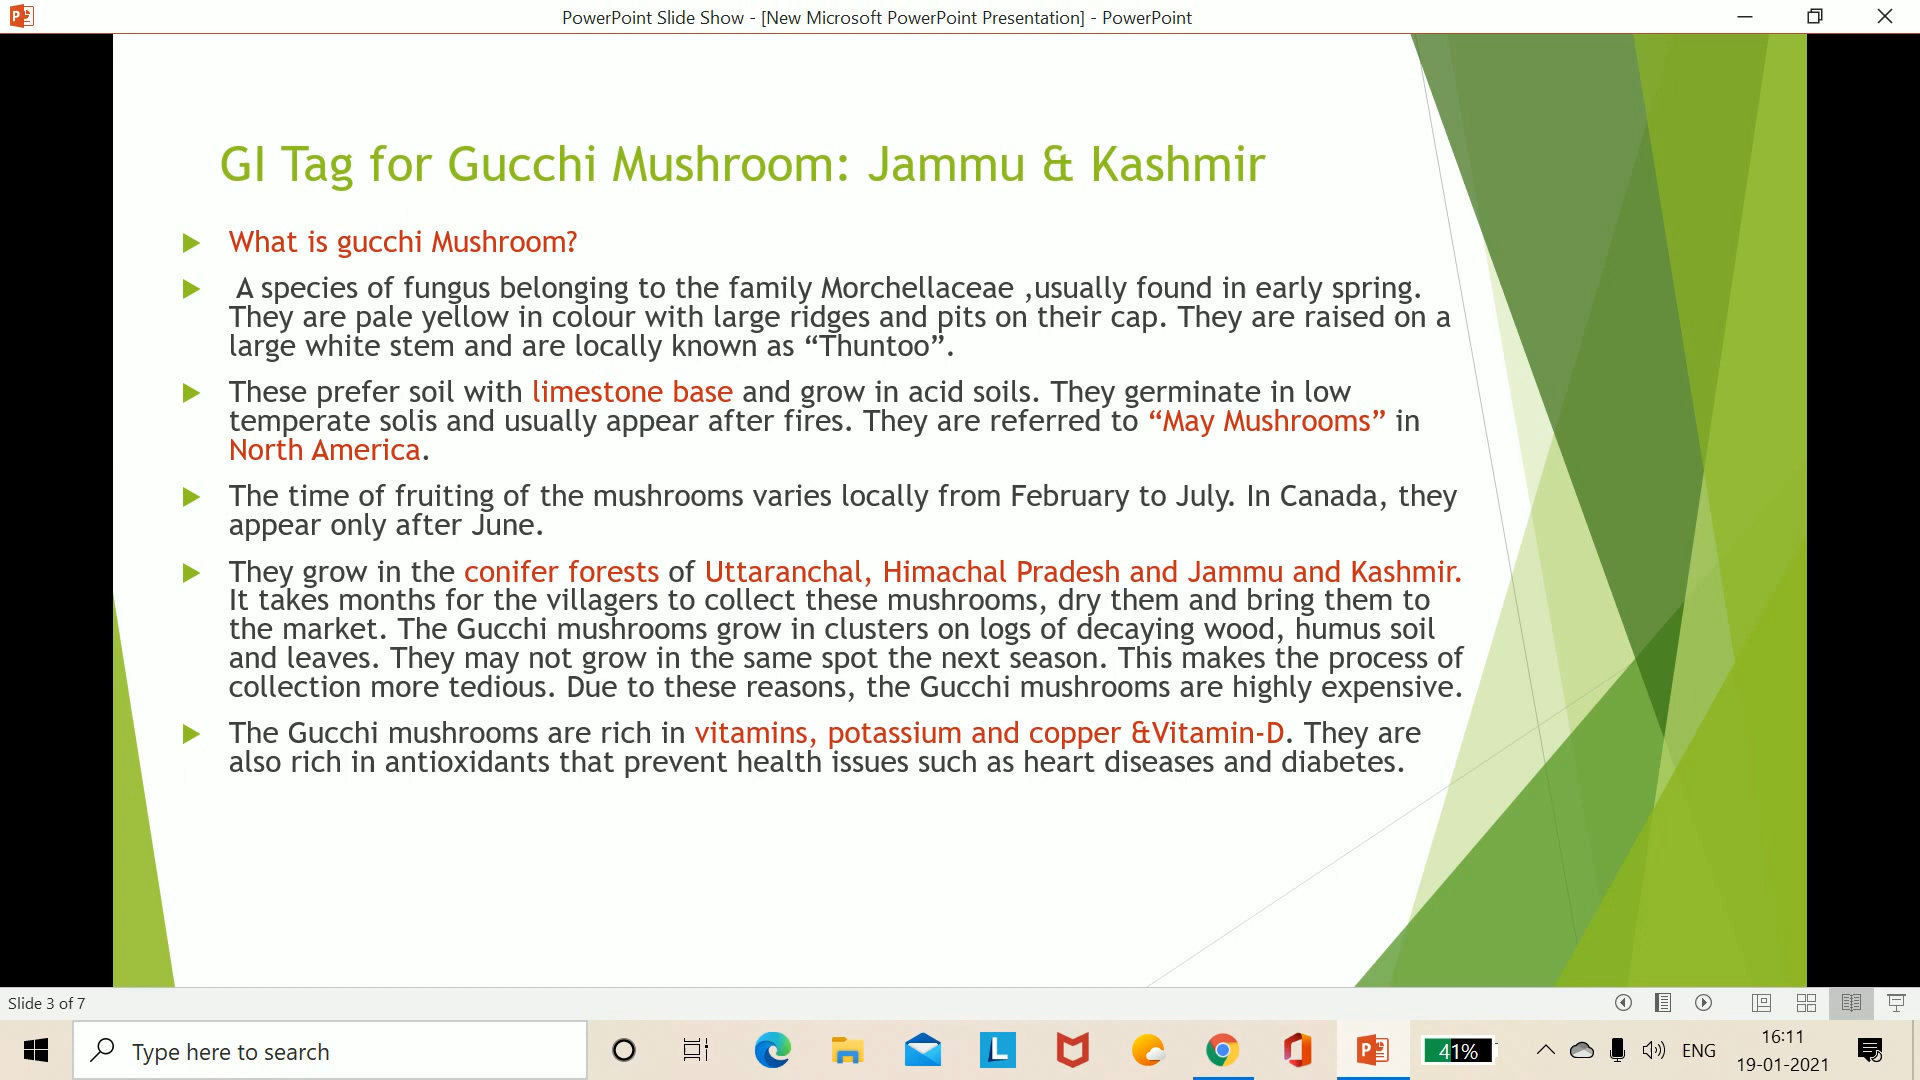 PowerPoint Slide Show - [New Microsoft PowerPoint Presentation] - PowerPoint
GI Tag for Gucchi Mushroom: Jammu & Kashmir
What is gucchi Mushroom?
A species of fungus belonging to the family Morchellaceae ,usually found in early spring.
They are pale yellow in colour with large ridges and pits on their cap. They are raised on a
large white stem and are locally known as “Thuntoo”.
These prefer soil with limestone base and grow in acid soils. They germinate in low
temperate solis and usually appear after fires. They are referred to “May Mushrooms” in
North America.
The time of fruiting of the mushrooms varies locally from February to July. In Canada, they
appear only after June.
They grow in the conifer forests of Uttaranchal, Himachal Pradesh and Jammu and Kashmir.
It takes months for the villagers to collect these mushrooms, dry them and bring them to
the market. The Gucchi mushrooms grow in clusters on logs of decaying wood, humus soil
and leaves. They may not grow in the same spot the next season. This makes the process of
collection more tedious. Due to these reasons, the Gucchi mushrooms are highly expensive.
The Gucchi mushrooms are rich in vitamins, potassium and copper &Vitamin-D. They are
also rich in antioxidants that prevent health issues such as heart diseases and diabetes.
Slide 3 of 7
Type here to search
L
41%
ENG
16:11
19-01-2021